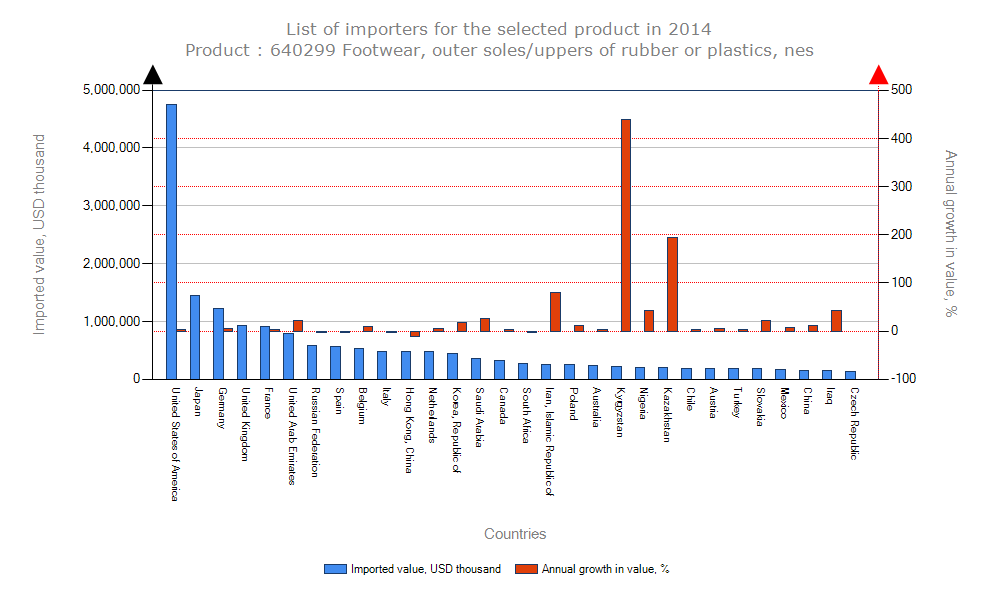 List of importers for the selected product in 2014
Product : 640299 Footwear, outer soles/uppers of rubber or plastics, nes
Imported value, USD thousand
5,000,000
4,000,000
3,000,000
2,000,000
1,000,000
0
500
400
300
200
100
0
-100
Annual growth in value, %
United States of America
Japan
Germany
United Kingdom
France
United Arab Emirates
Russian Federation
Spain
Belgium
Italy
Hong Kong, China
Netherlands
Korea, Republic of
Saudi Arabia
Canada
South Africa
Iran, Islamic Republic of
Poland
Australia
Kyrgyzstan
Nigeria
Kazakhstan
Chile
Austria
Turkey
Slovakia
Mexico
China
Iraq
Czech Republic
Countries
Imported value, USD thousand
Annual growth in value, %